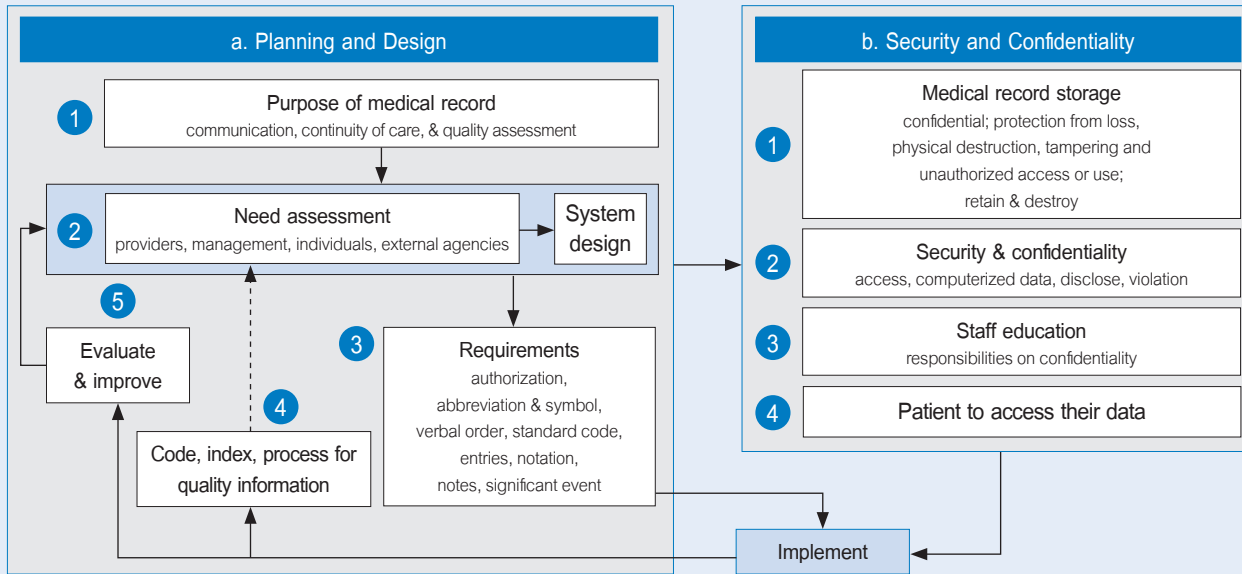 a. Planning and Design
1
Purpose of medical record
communication, continuity of care, & quality assessment
2
Need assessment
providers, management, individuals, external agencies
System
design
5
Evaluate
& improve
3
Requirements
authorization,
abbreviation & symbol,
verbal order, standard code,
entries, notation,
notes, significant event
4
Code, index, process for
quality information
b. Security and Confidentiality
1
Medical record storage
confidential; protection from loss,
physical destruction, tampering and
unauthorized access or use;
retain & destroy
2
Security & confidentiality
access, computerized data, disclose, violation
3
Staff education
responsibilities on confidentiality
4
Patient to access their data
Implement